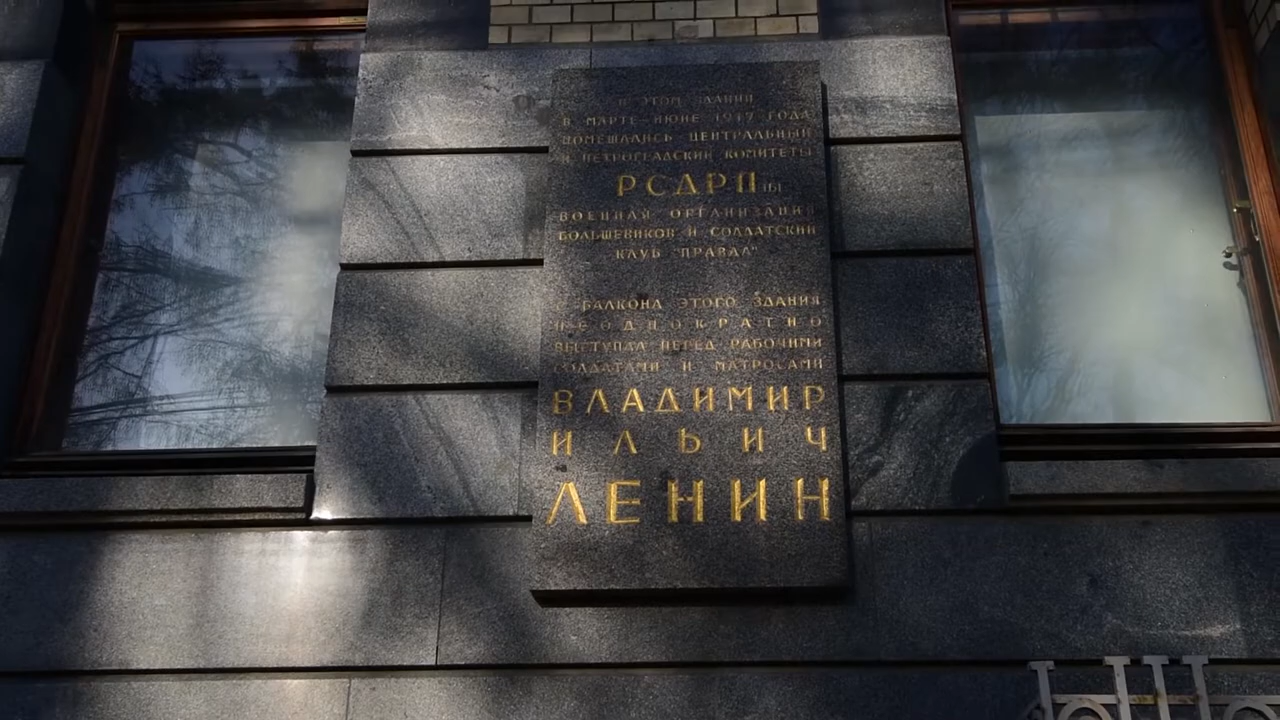 В ЭТОМ ЗДАНИИ
В МАРТЕ-ИЮНЕ 1917 ГОДА
ПОМЕЩАЛИСЬ ЦЕНТРАЛЬНЫЙ
И ПЕТРОГРАДСКИЙ КОМИТЕТЫ
РСДРП(б)
ВОЕННАЯ ОРГАНИЗАЦИЯ
БОЛЬШЕВИКОВ И СОЛДАТСКИЙ
КЛУБ "ПРАВДА"
С БАЛКОНА ЭТОГО ЗДАНИЯ
НЕОДНОКРАТНО
ВЫСТУПАЛ ПЕРЕД РАБОЧИМИ
СОЛДАТАМИ И МАТРОСАМИ
ВЛАДИМИР
ИЛЬИЧ
ЛЕНИН